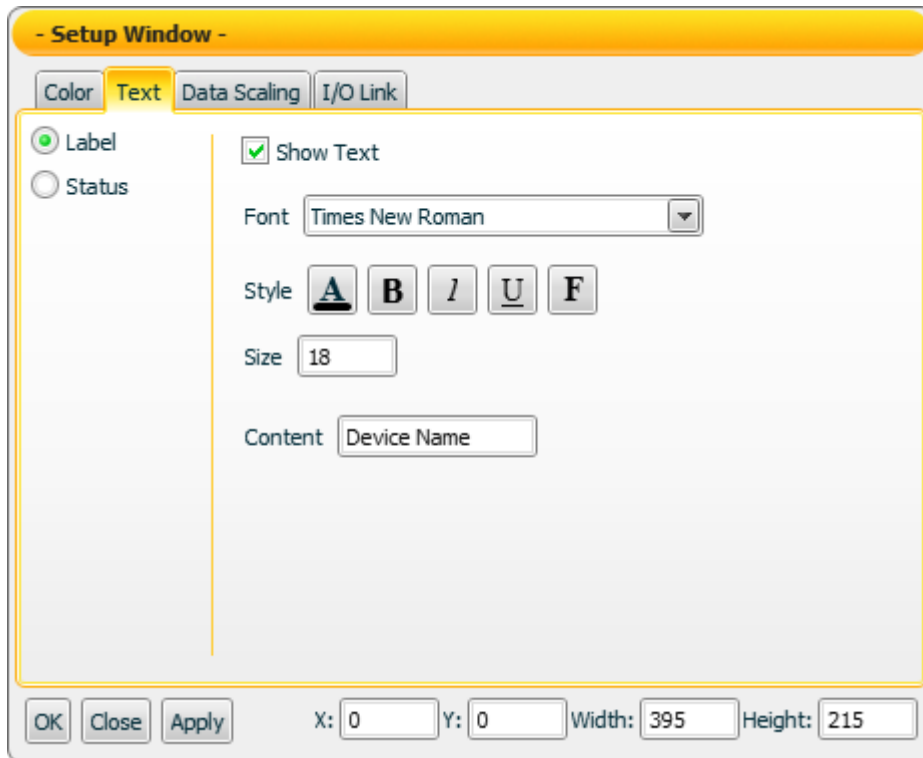 - Setup Window -
Color Text Data Scaling I/O Link
Label
Status
Show Text
Font Times New Roman
Style A B I U F
Size 18
Content Device Name
OK Close Apply X: 0 Y: 0 Width: 395 Height: 215